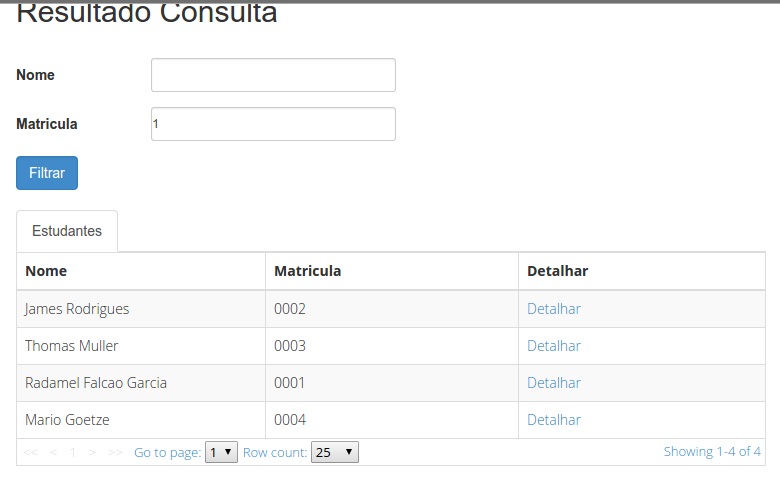 Resultado Consulta
Nome
Matricula 1
Filtrar
Estudantes
Nome Matricula Detalhar
James Rodrigues 0002 Detalhar
Thomas Muller 0003 Detalhar
Radamel Falcao Garcia 0001 Detalhar
Mario Goetze 0004 Detalhar
<< < 1 > >> Go to page: 1 Row count: 25 Showing 1-4 of 4